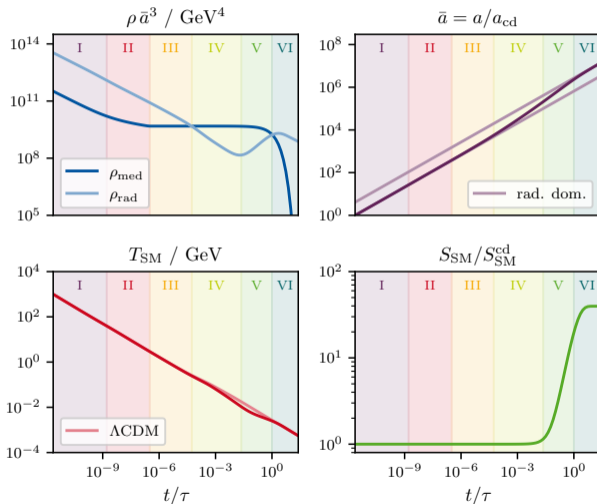 ρ ā³ / GeV⁴
ā = a/a_cd
10¹⁴
10¹¹
10⁸
10⁵
I II III IV V VI
ρ_med
ρ_rad
10⁸
10⁶
10⁴
10²
10⁰
I II III IV V VI
rad. dom.
T_SM / GeV
S_SM/S_SM^cd
10⁴
10²
10⁰
10⁻²
10⁻⁴
I II III IV V VI
ΛCDM
10⁻⁹ 10⁻⁶ 10⁻³ 10⁰
t/τ
10²
10¹
10⁰
I II III IV V VI
10⁻⁹ 10⁻⁶ 10⁻³ 10⁰
t/τ